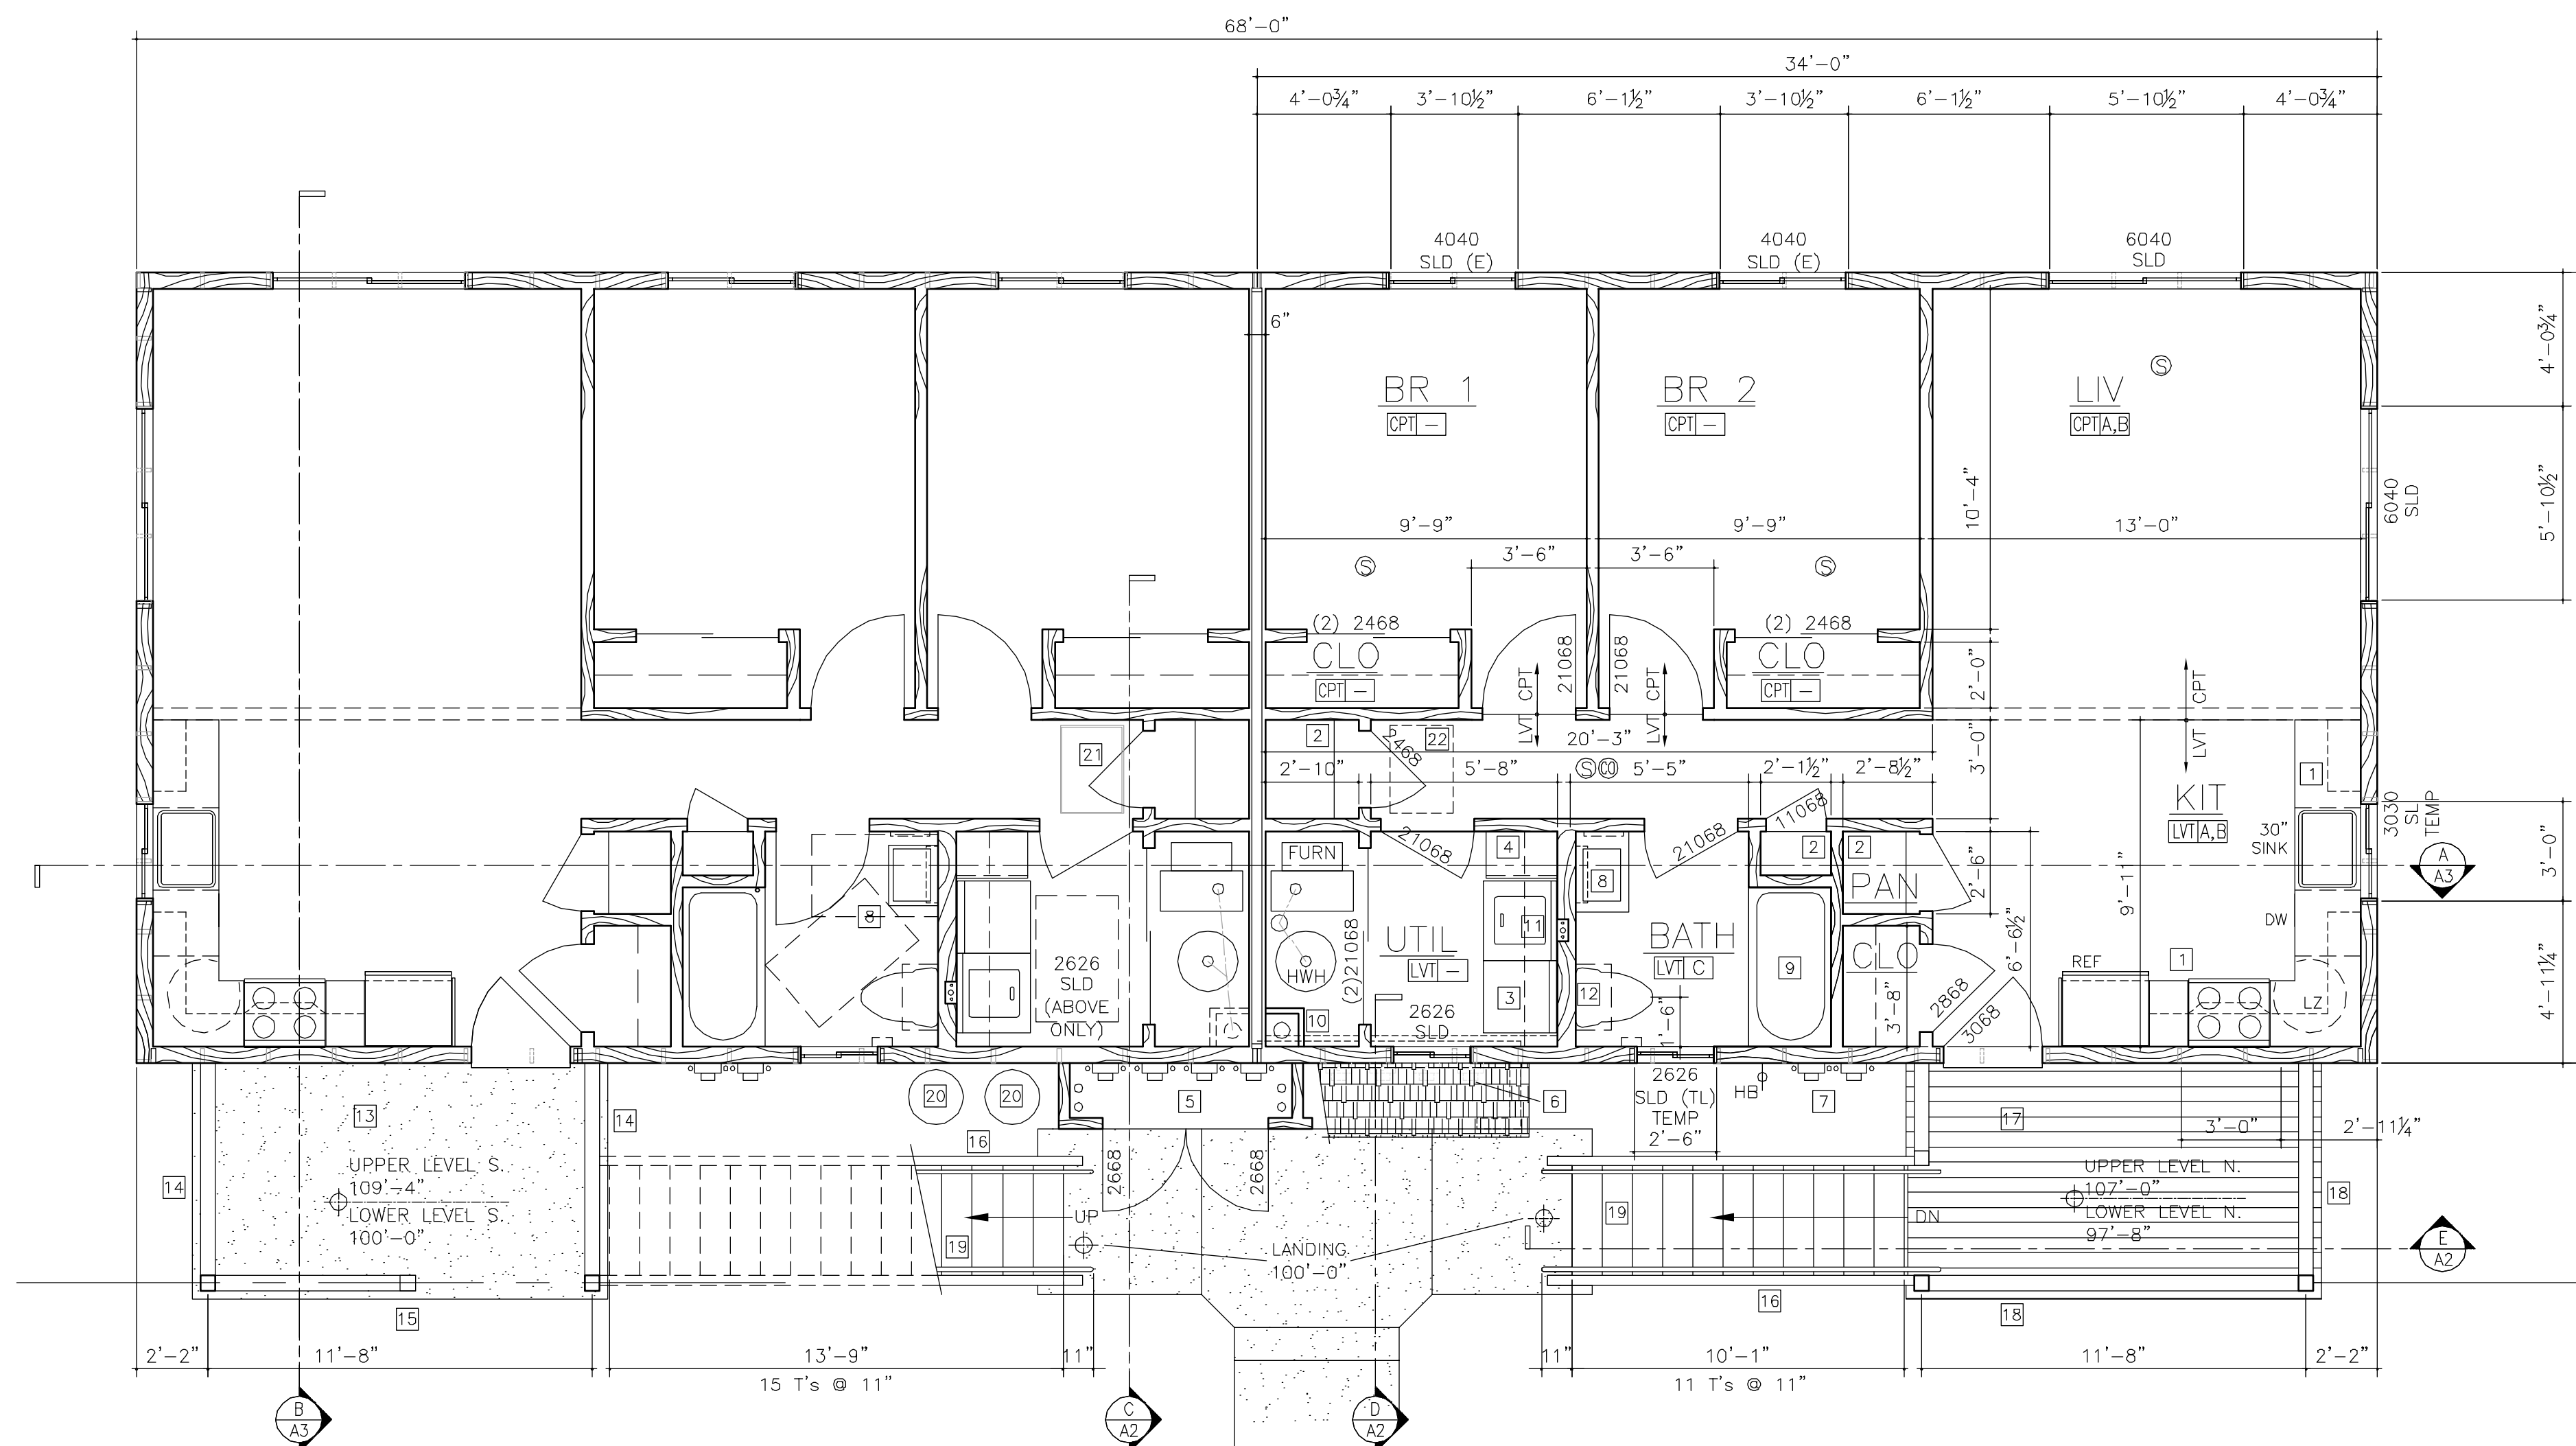 68'-0"
34'-0"
4'-0¾"
3'-10½"
6'-1½"
3'-10½"
6'-1½"
5'-10½"
4'-0¾"
4040
SLD (E)
4040
SLD (E)
6040
SLD
6"
BR 1
CPT –
BR 2
CPT –
LIV
CPT A,B
S
4'-0¾"
6040
SLD
5'-10½"
10'-4"
9'-9"
9'-9"
13'-0"
3'-6"
3'-6"
S
S
(2) 2468
(2) 2468
CLO
CPT –
21068
21068
CLO
CPT –
LVT CPT
LVT CPT
2'-0"
LVT CPT
21
2
22
2468
20'-3"
3'-0"
2'-10"
5'-8"
S CO
5'-5"
2'-1½"
2'-8½"
1
KIT
LVT A,B
3030
SL
TEMP
11068
30"
SINK
FURN
21068
4
21068
2
2
8
PAN
2'-6"
9'-11"
A
A3
3'-0"
8
11
DW
UTIL
LVT –
BATH
LVT C
CLO
6'-6½"
HWH
(2)21068
9
REF
1
2626
SLD
(ABOVE
ONLY)
3
12
2868
LZ
4'-11¼"
10
2626
SLD
1'-6"
3'-8"
3068
2626
SLD (TL)
TEMP
2'-6"
HB
7
20
20
5
6
13
14
17
3'-0"
2'-11¼"
16
14
UPPER LEVEL S.
109'-4"
LOWER LEVEL S.
100'-0"
2668
2668
UPPER LEVEL N.
107'-0"
LOWER LEVEL N.
97'-8"
18
UP
19
DN
19
LANDING
100'-0"
E
A2
15
16
18
2'-2"
11'-8"
13'-9"
11"
11"
10'-1"
11'-8"
2'-2"
15 T's @ 11"
11 T's @ 11"
B
A3
C
A2
D
A2